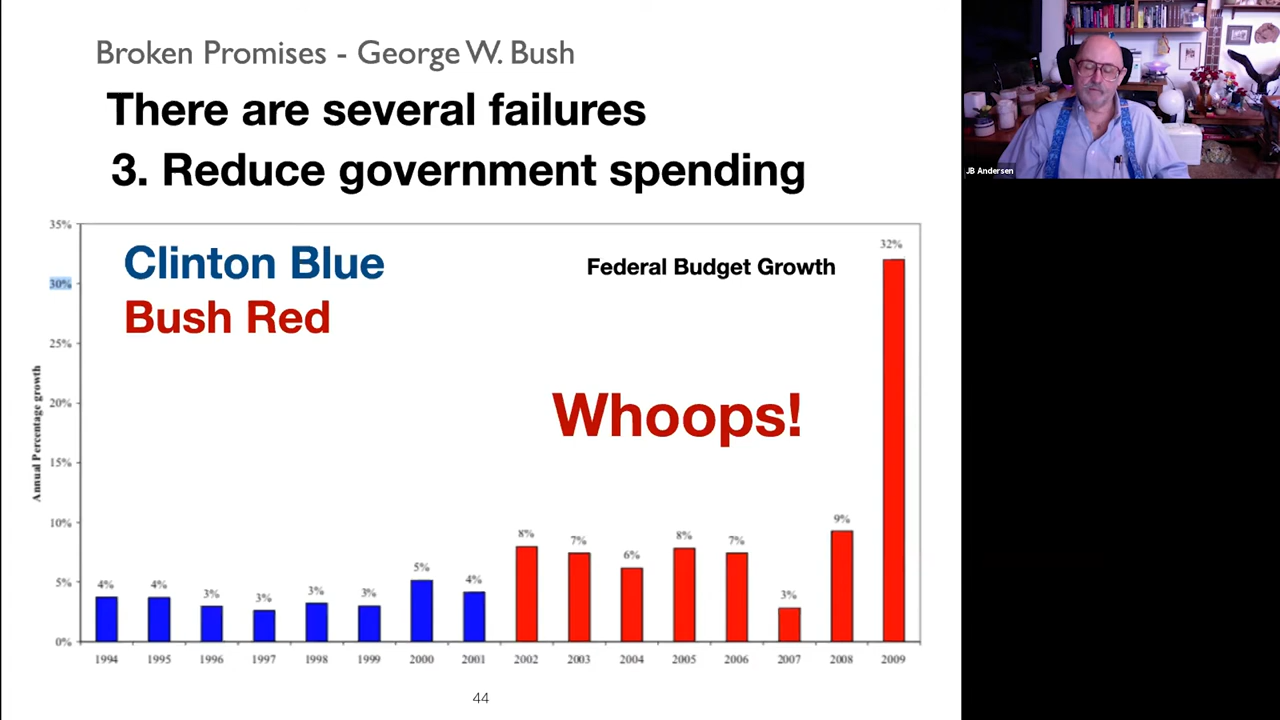 Broken Promises - George W. Bush
There are several failures
3. Reduce government spending
JB Andersen
Clinton Blue
Bush Red
Federal Budget Growth
Whoops!
Annual Percentage growth
35%
30%
25%
20%
15%
10%
5%
0%
4%
4%
3%
3%
3%
3%
5%
4%
8%
7%
6%
8%
7%
3%
9%
32%
1994 1995 1996 1997 1998 1999 2000 2001 2002 2003 2004 2005 2006 2007 2008 2009
44